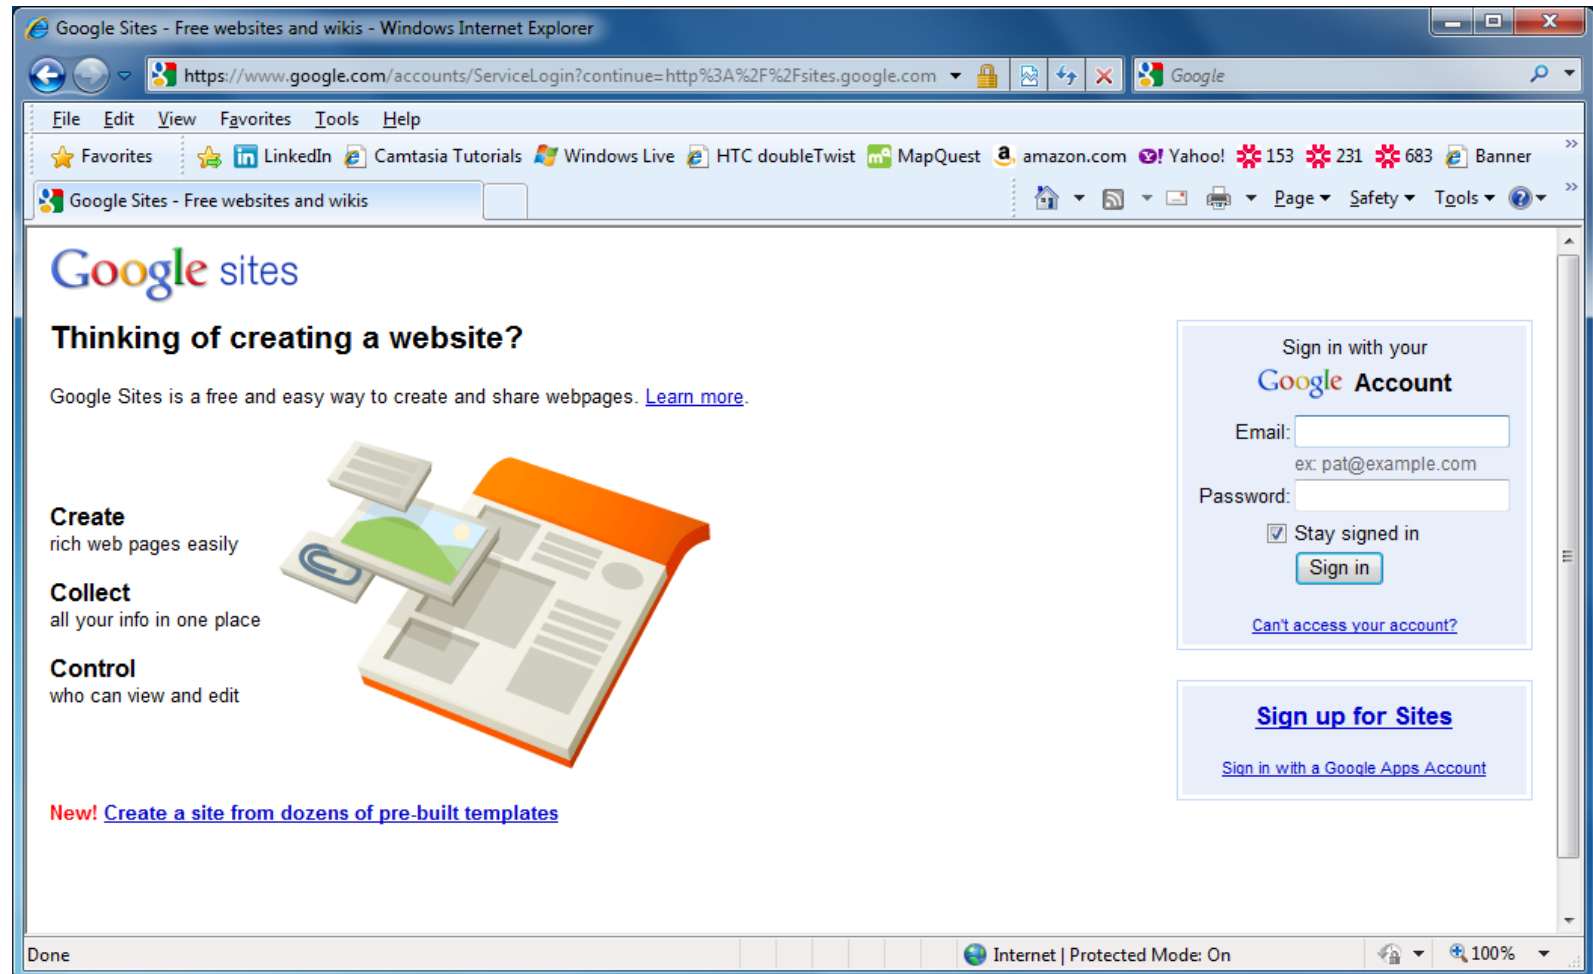 Google Sites - Free websites and wikis - Windows Internet Explorer
https://www.google.com/accounts/ServiceLogin?continue=http%3A%2F%2Fsites.google.com
Google
File Edit View Favorites Tools Help
Favorites LinkedIn Camtasia Tutorials Windows Live HTC doubleTwist MapQuest amazon.com Yahoo! 153 231 683 Banner
Google Sites - Free websites and wikis
Page Safety Tools
Google sites
Thinking of creating a website?
Google Sites is a free and easy way to create and share webpages. Learn more.
Create
rich web pages easily
Collect
all your info in one place
Control
who can view and edit
New! Create a site from dozens of pre-built templates
Sign in with your
Google Account
Email:
ex: pat@example.com
Password:
Stay signed in
Sign in
Can't access your account?
Sign up for Sites
Sign in with a Google Apps Account
Done
Internet | Protected Mode: On
100%